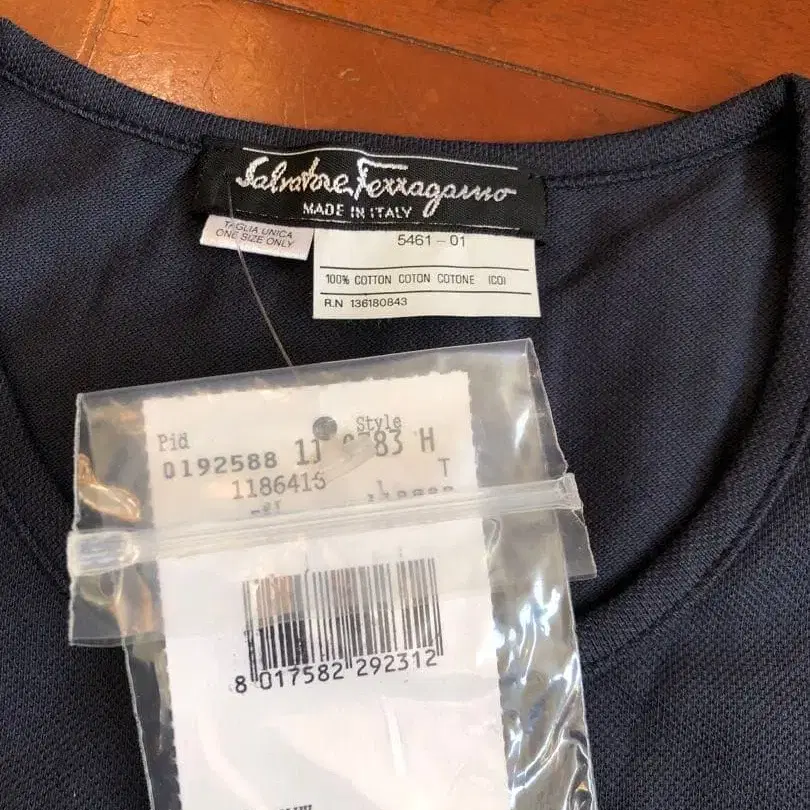 Salvatore Ferragamo
MADE IN ITALY
TAGLIA UNICA
ONE SIZE ONLY
5461-01
100% COTTON COTON COTONE (CO)
R.N 136180843
Pid Style
0192588 H
T
8 017582 292312